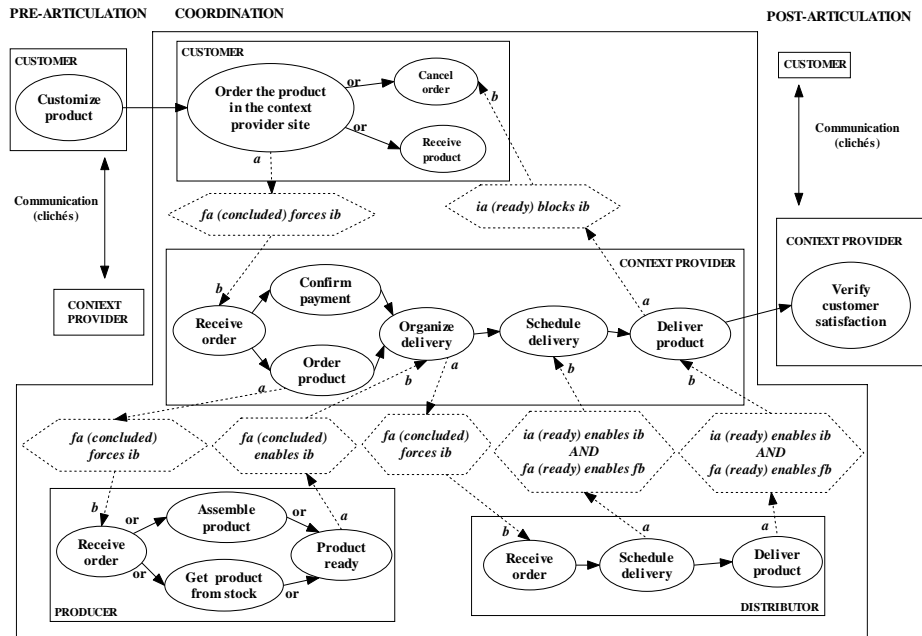 PRE-ARTICULATION
COORDINATION
POST-ARTICULATION
CUSTOMER
Customize
product
Communication
(clichés)
CONTEXT
PROVIDER
CUSTOMER
Order the product
in the context
provider site
or
or
Cancel
order
Receive
product
a
b
fa (concluded) forces ib
ia (ready) blocks ib
CONTEXT PROVIDER
b
a
Receive
order
Confirm
payment
Order
product
Organize
delivery
Schedule
delivery
Deliver
product
a
b
a
b
b
fa (concluded)
forces ib
fa (concluded)
enables ib
fa (concluded)
forces ib
ia (ready) enables ib
AND
fa (ready) enables fb
ia (ready) enables ib
AND
fa (ready) enables fb
b
a
Receive
order
or
or
Assemble
product
Get product
from stock
or
or
Product
ready
PRODUCER
b
a
a
Receive
order
Schedule
delivery
Deliver
product
DISTRIBUTOR
CUSTOMER
Communication
(clichés)
CONTEXT PROVIDER
Verify
customer
satisfaction